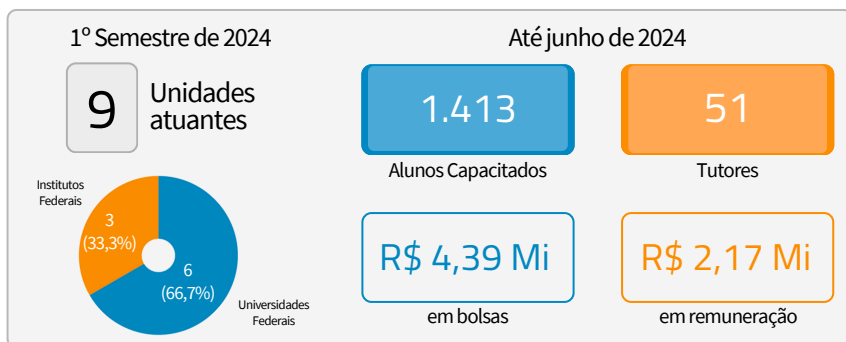 1º Semestre de 2024
9
Unidades
atuantes
Institutos
Federais
3
(33,3%)
6
(66,7%)
Universidades
Federais
Até junho de 2024
1.413
Alunos Capacitados
51
Tutores
R$ 4,39 Mi
em bolsas
R$ 2,17 Mi
em remuneração